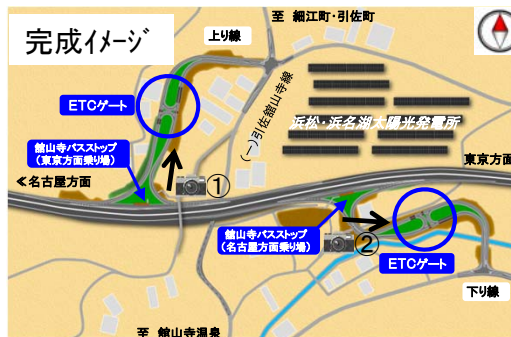 完成イメージ
至 細江町・引佐町
上り線
ETCゲート
(一)引佐舘山寺線
浜松・浜名湖太陽光発電所
舘山寺バスストップ
(東京方面乗り場)
①
東京方面
≪名古屋方面
舘山寺バスストップ
(名古屋方面乗り場)
②
ETCゲート
下り線
至 舘山寺温泉